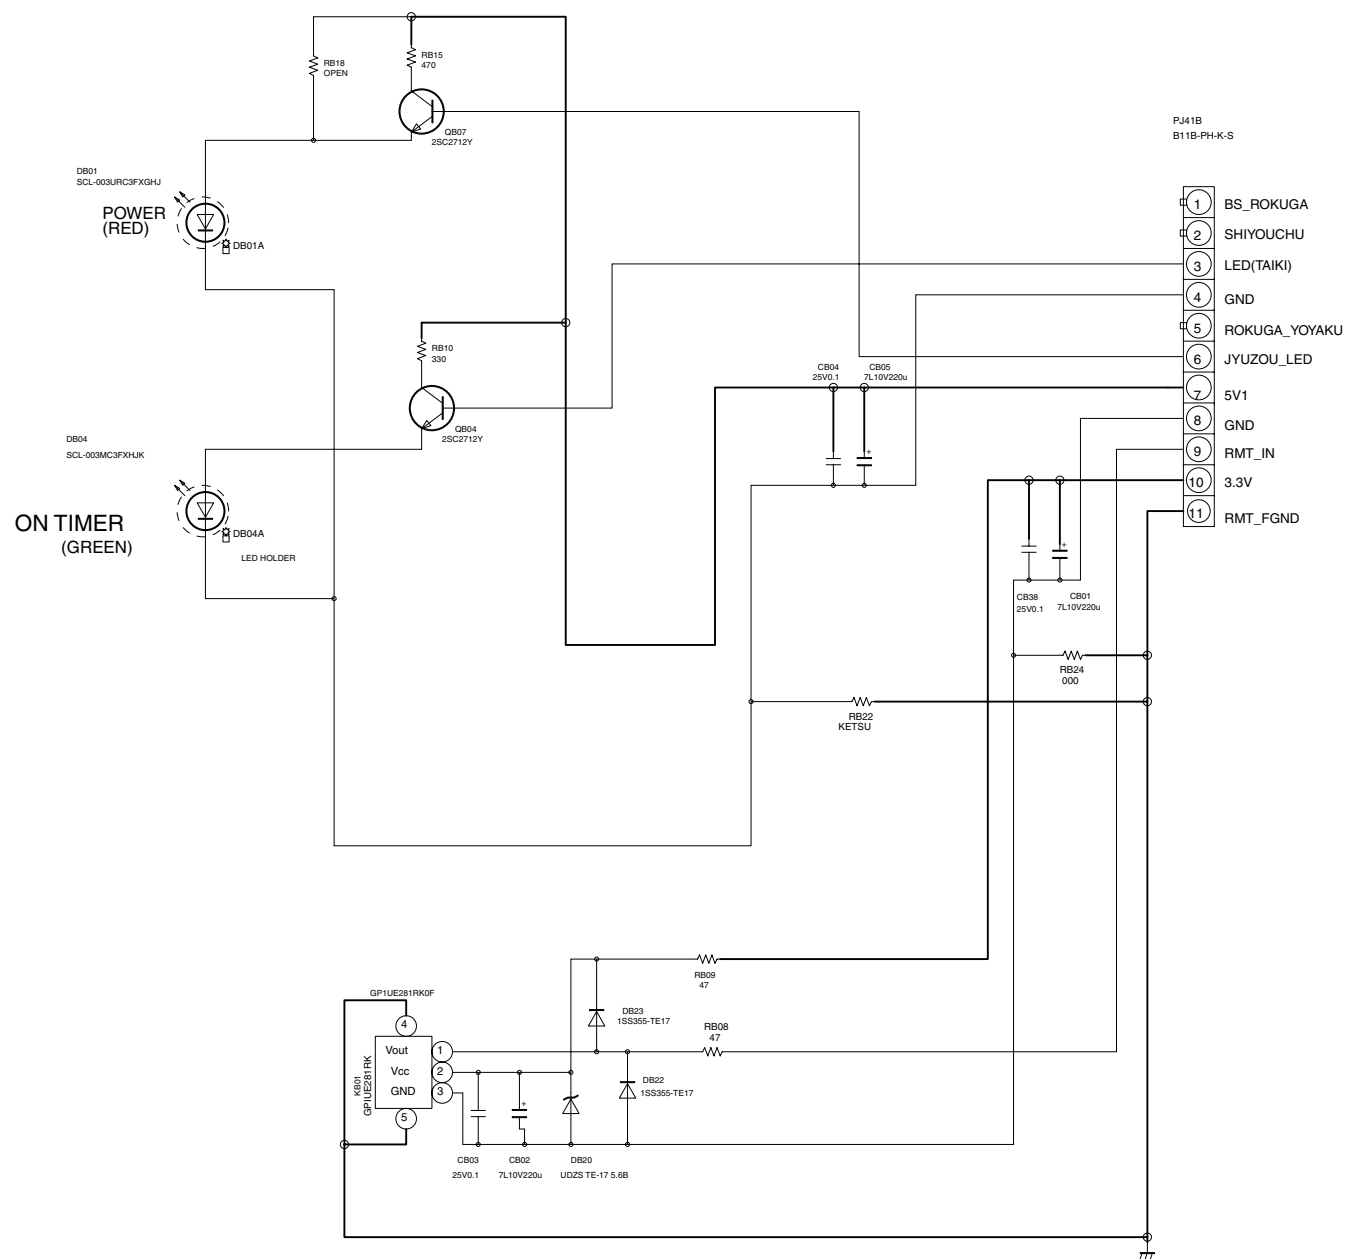 RB18
OPEN
RB15
470
QB07
2SC2712Y
PJ41B
B11B-PH-K-S
DB01
SCL-003URC3FXGHJ
POWER
(RED)
DB01A
1 BS_ROKUGA
2 SHIYOUCHU
3 LED(TAIKI)
4 GND
5 ROKUGA_YOYAKU
6 JYUZOU_LED
7 5V1
8 GND
9 RMT_IN
10 3.3V
11 RMT_FGND
RB10
330
CB04
25V0.1
CB05
7L10V220u
QB04
2SC2712Y
DB04
SCL-003MC3FXHJK
ON TIMER
(GREEN)
DB04A
LED HOLDER
CB38
25V0.1
CB01
7L10V220u
RB24
000
RB22
KETSU
RB09
47
GP1UE281RK0F
DB23
1SS355-TE17
RB08
47
4
Vout 1
Vcc 2
GND 3
5
KB01
GPIUE281RK
DB22
1SS355-TE17
CB03
25V0.1
CB02
7L10V220u
DB20
UDZS TE-17 5.6B